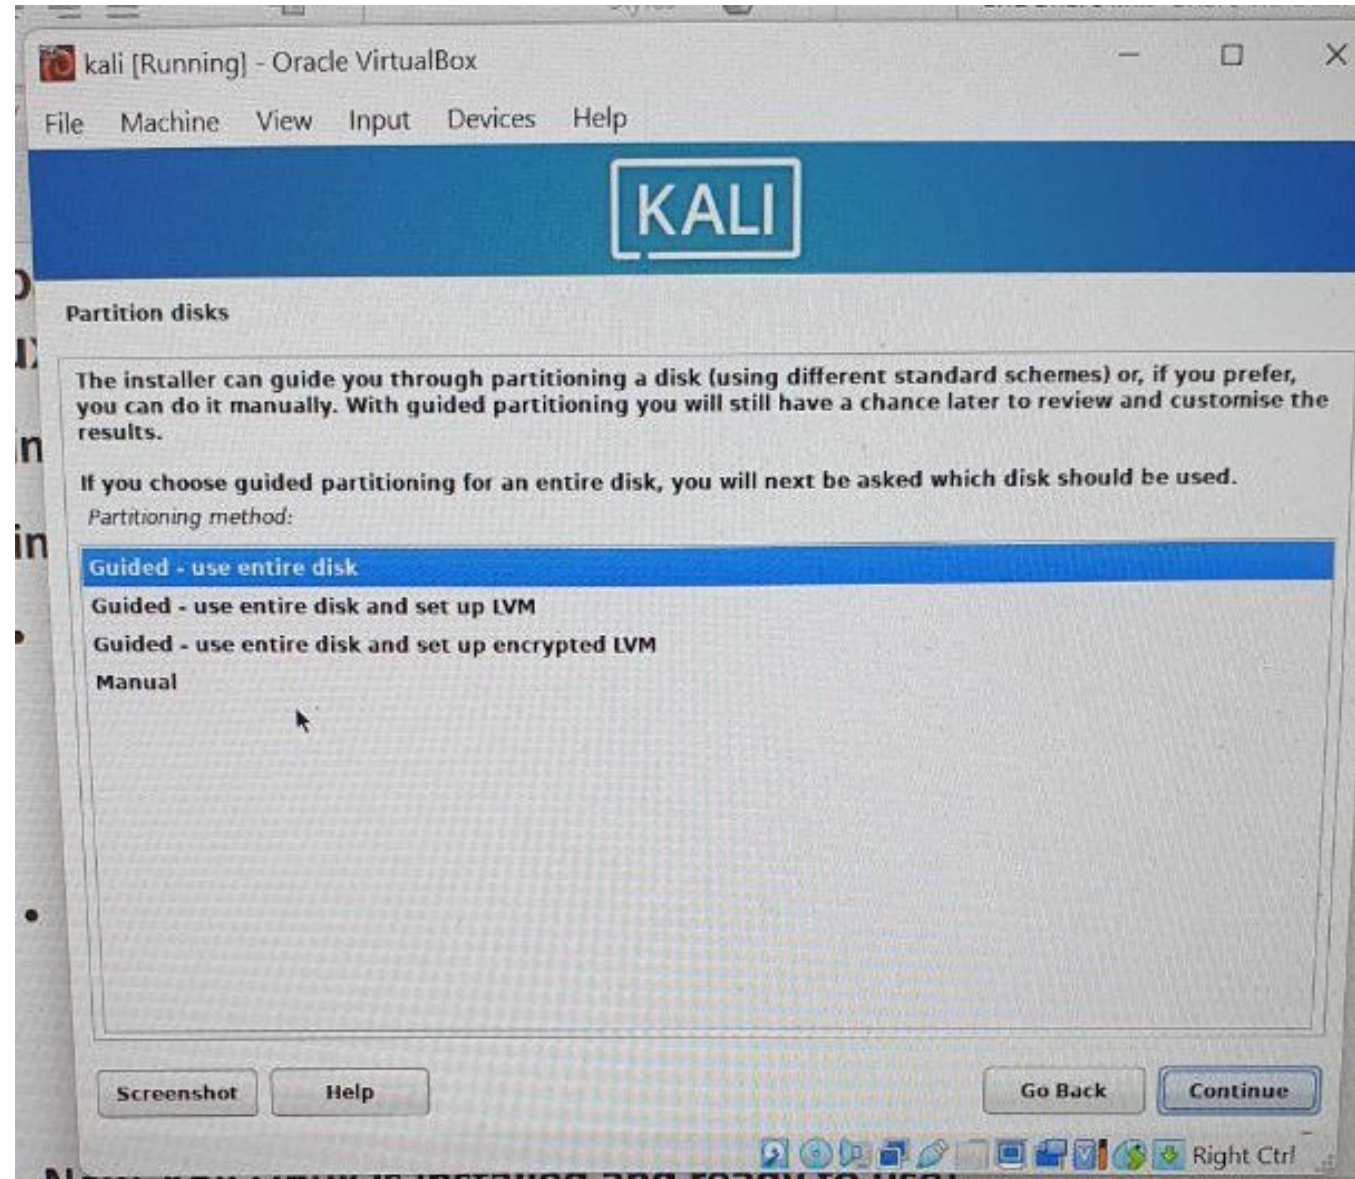 kali [Running] - Oracle VirtualBox
File Machine View Input Devices Help
KALI
Partition disks
The installer can guide you through partitioning a disk (using different standard schemes) or, if you prefer,
you can do it manually. With guided partitioning you will still have a chance later to review and customise the
results.
If you choose guided partitioning for an entire disk, you will next be asked which disk should be used.
Partitioning method:
Guided - use entire disk
Guided - use entire disk and set up LVM
Guided - use entire disk and set up encrypted LVM
Manual
Screenshot Help Go Back Continue
Right Ctrl